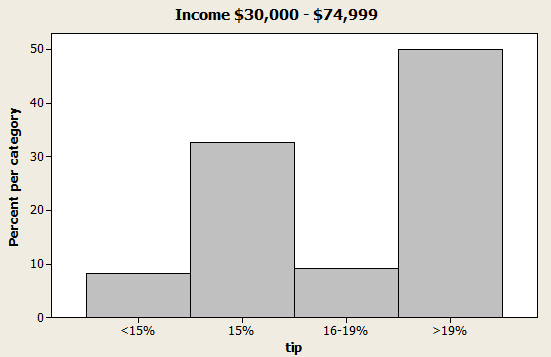 Income $30,000 - $74,999
Percent per category
50
40
30
20
10
0
<15% 15% 16-19% >19%
tip